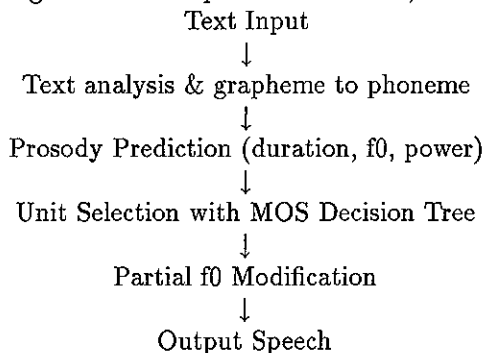 Text Input
↓
Text analysis & grapheme to phoneme
↓
Prosody Prediction (duration, f0, power)
↓
Unit Selection with MOS Decision Tree
↓
Partial f0 Modification
↓
Output Speech